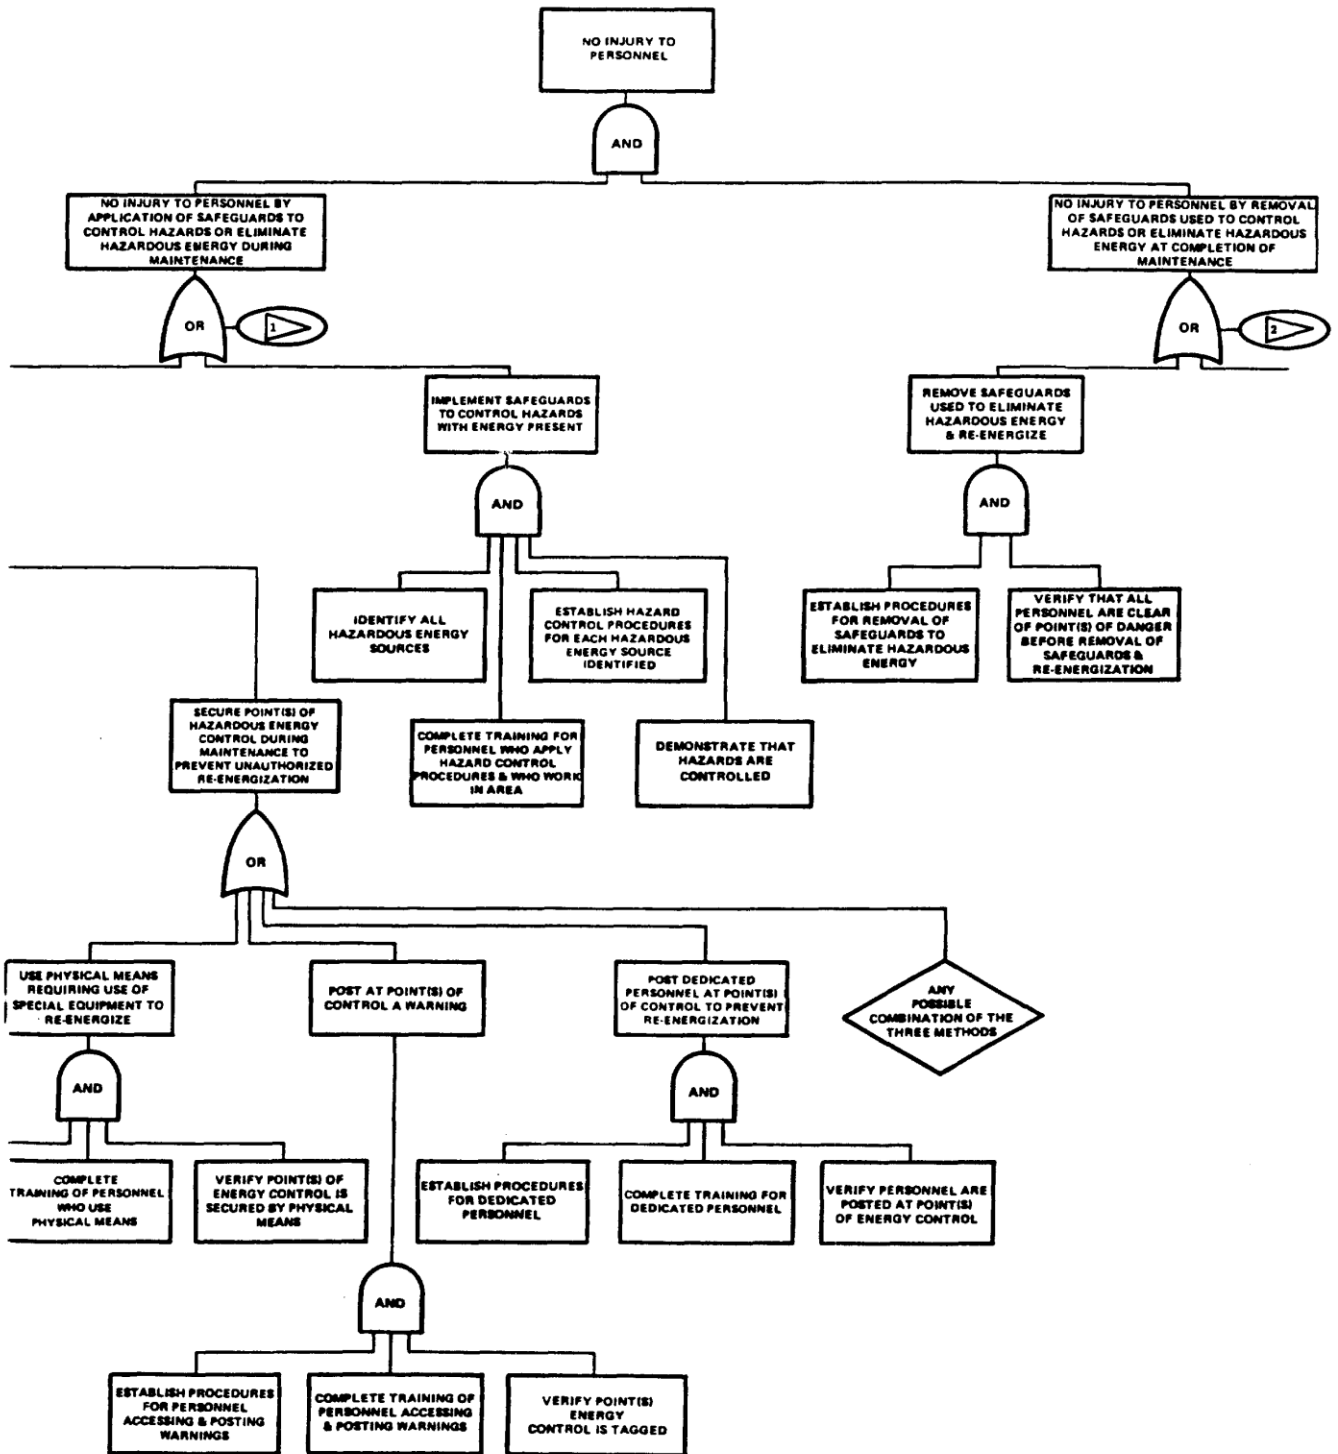 NO INJURY TO
PERSONNEL
AND
NO INJURY TO PERSONNEL BY
APPLICATION OF SAFEGUARDS TO
CONTROL HAZARDS OR ELIMINATE
HAZARDOUS ENERGY DURING
MAINTENANCE
NO INJURY TO PERSONNEL BY REMOVAL
OF SAFEGUARDS USED TO CONTROL
HAZARDS OR ELIMINATE HAZARDOUS
ENERGY AT COMPLETION OF
MAINTENANCE
OR
1
OR
2
IMPLEMENT SAFEGUARDS
TO CONTROL HAZARDS
WITH ENERGY PRESENT
REMOVE SAFEGUARDS
USED TO ELIMINATE
HAZARDOUS ENERGY
& RE-ENERGIZE
AND
AND
IDENTIFY ALL
HAZARDOUS ENERGY
SOURCES
ESTABLISH HAZARD
CONTROL PROCEDURES
FOR EACH HAZARDOUS
ENERGY SOURCE
IDENTIFIED
ESTABLISH PROCEDURES
FOR REMOVAL OF
SAFEGUARDS TO
ELIMINATE HAZARDOUS
ENERGY
VERIFY THAT ALL
PERSONNEL ARE CLEAR
OF POINT(S) OF DANGER
BEFORE REMOVAL OF
SAFEGUARDS &
RE-ENERGIZATION
SECURE POINT(S) OF
HAZARDOUS ENERGY
CONTROL DURING
MAINTENANCE TO
PREVENT UNAUTHORIZED
RE-ENERGIZATION
COMPLETE TRAINING FOR
PERSONNEL WHO APPLY
HAZARD CONTROL
PROCEDURES & WHO WORK
IN AREA
DEMONSTRATE THAT
HAZARDS ARE
CONTROLLED
OR
USE PHYSICAL MEANS
REQUIRING USE OF
SPECIAL EQUIPMENT TO
RE-ENERGIZE
POST AT POINT(S) OF
CONTROL A WARNING
POST DEDICATED
PERSONNEL AT POINT(S)
OF CONTROL TO PREVENT
RE-ENERGIZATION
ANY
POSSIBLE
COMBINATION OF THE
THREE METHODS
AND
AND
COMPLETE
TRAINING OF PERSONNEL
WHO USE
PHYSICAL MEANS
VERIFY POINT(S) OF
ENERGY CONTROL IS
SECURED BY PHYSICAL
MEANS
ESTABLISH PROCEDURES
FOR DEDICATED
PERSONNEL
COMPLETE TRAINING FOR
DEDICATED PERSONNEL
VERIFY PERSONNEL ARE
POSTED AT POINT(S)
OF ENERGY CONTROL
AND
ESTABLISH PROCEDURES
FOR PERSONNEL
ACCESSING & POSTING
WARNINGS
COMPLETE TRAINING OF
PERSONNEL ACCESSING
& POSTING WARNINGS
VERIFY POINT(S)
ENERGY
CONTROL IS TAGGED